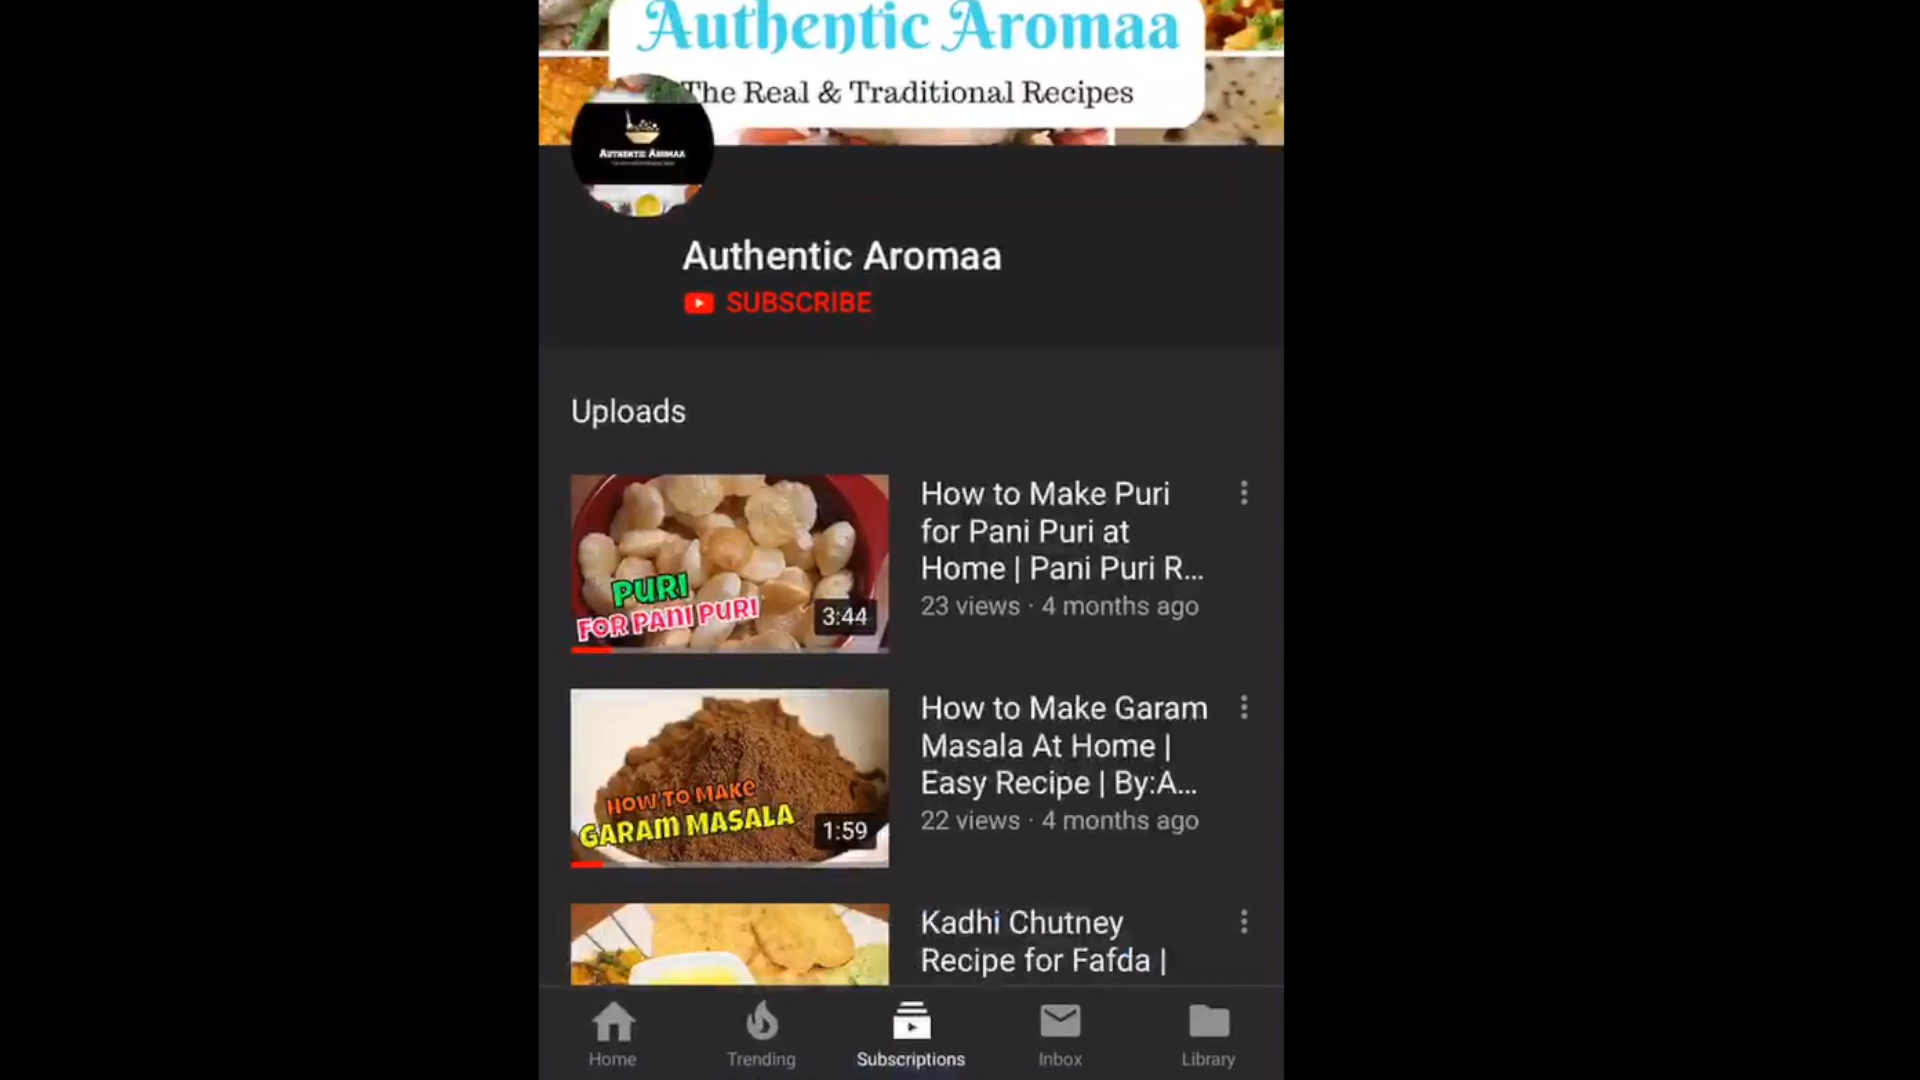 Authentic Aromaa
The Real & Traditional Recipes
AUTHENTIC AROMAA
Authentic Aromaa
SUBSCRIBE
Uploads
PURI
FOR PANI PURI
3:44
How to Make Puri
for Pani Puri at
Home | Pani Puri R...
23 views · 4 months ago
HOW TO MAKE
GARAM MASALA
1:59
How to Make Garam
Masala At Home |
Easy Recipe | By:A...
22 views · 4 months ago
Kadhi Chutney
Recipe for Fafda |
Home
Trending
Subscriptions
Inbox
Library